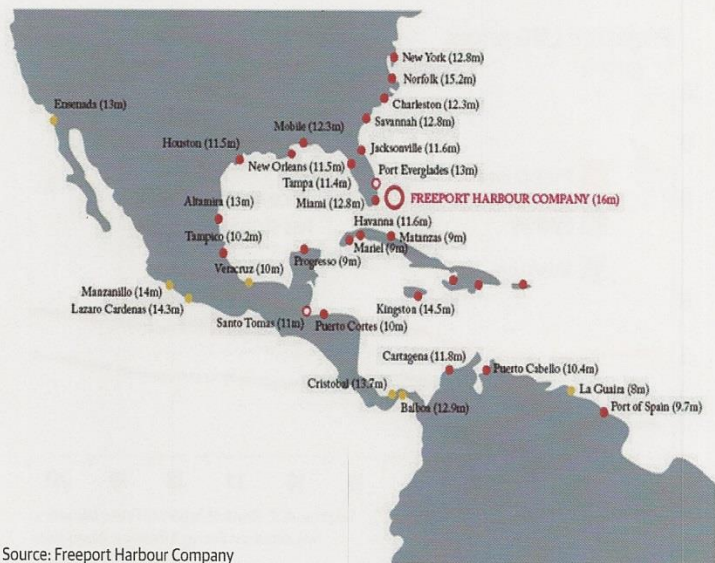 New York (12.8m)
Norfolk (15.2m)
Ensenada (13m)
Charleston (12.3m)
Savannah (12.8m)
Mobile (12.3m)
Houston (11.5m)
Jacksonville (11.6m)
New Orleans (11.5m)
Port Everglades (13m)
Tampa (11.4m)
Miami (12.8m)
FREEPORT HARBOUR COMPANY (16m)
Altamira (13m)
Havanna (11.6m)
Tampico (10.2m)
Matanzas (9m)
Mariel (9m)
Progresso (9m)
Veracruz (10m)
Manzanillo (14m)
Lazaro Cardenas (14.3m)
Kingston (14.5m)
Santo Tomas (11m)
Puerto Cortes (10m)
Cartagena (11.8m)
Puerto Cabello (10.4m)
Cristobal (13.7m)
La Guaira (8m)
Balboa (12.9m)
Port of Spain (9.7m)
Source: Freeport Harbour Company